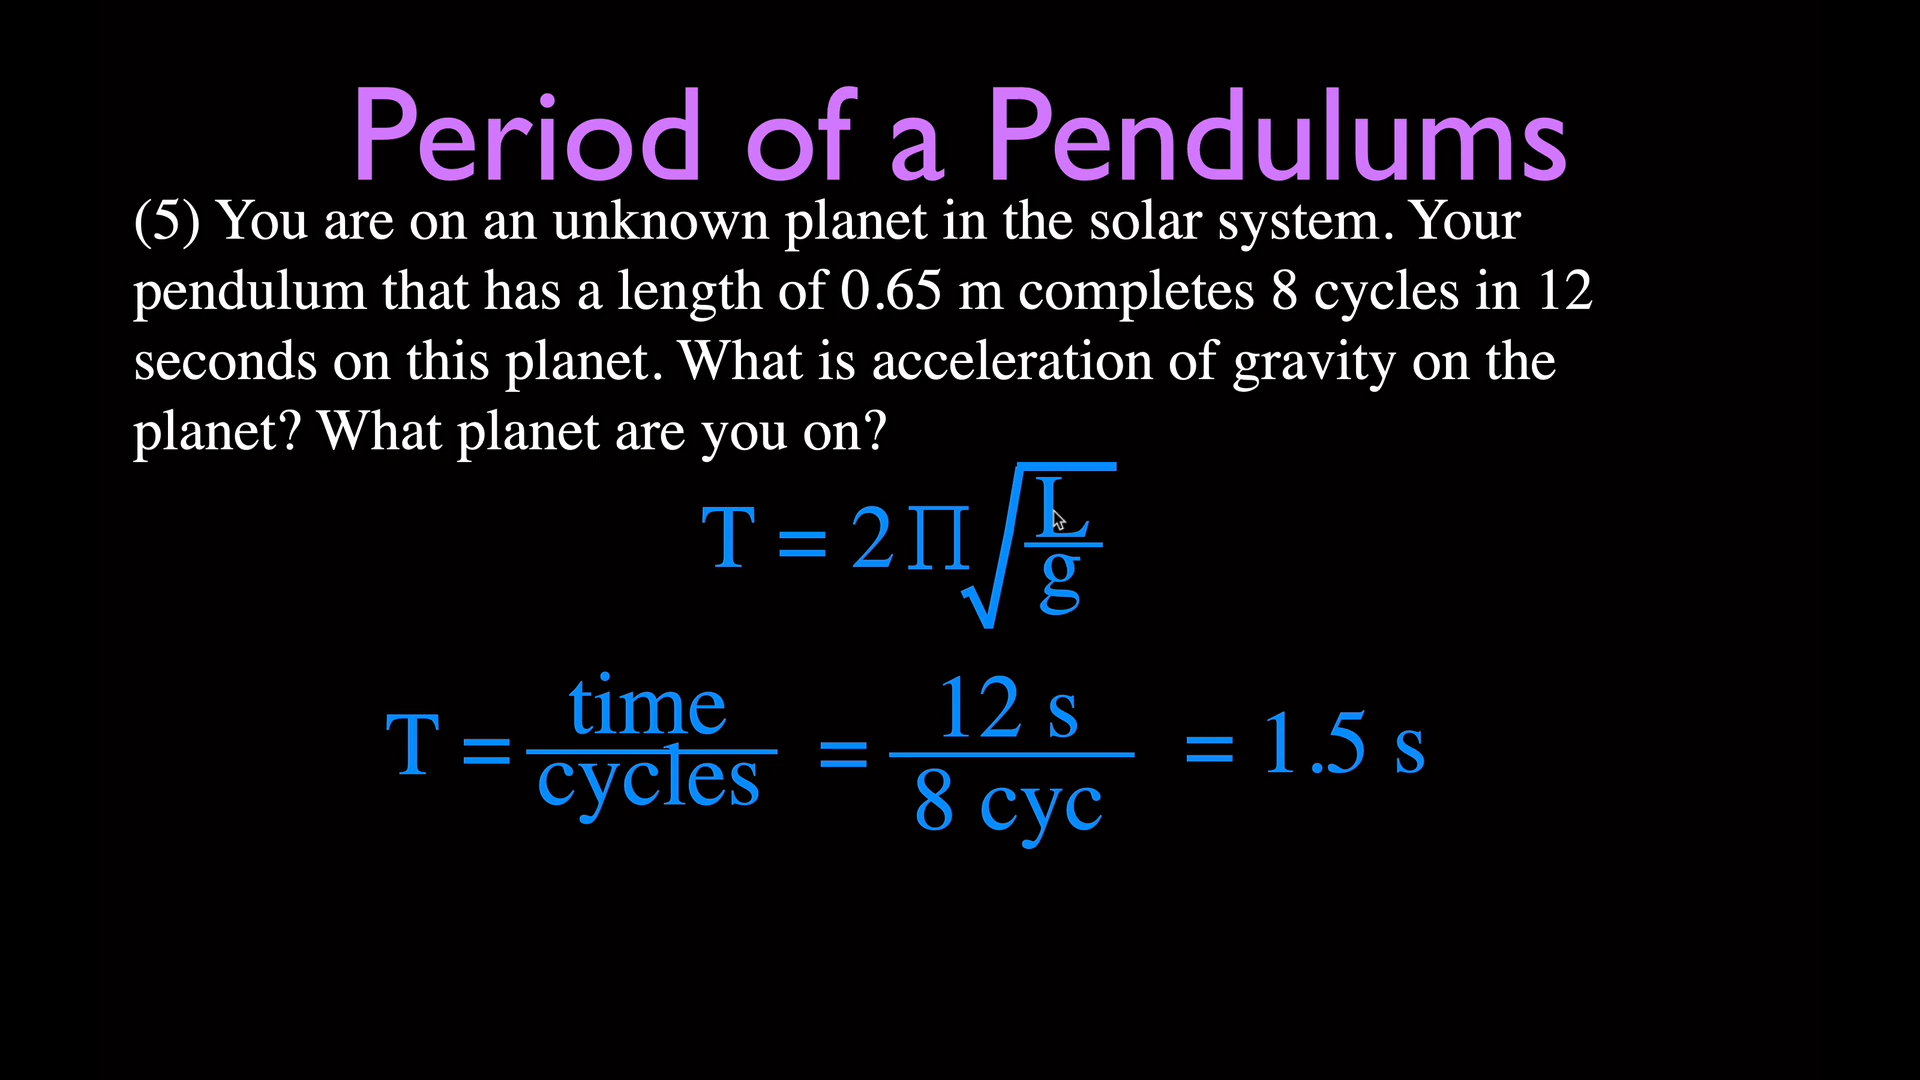 Period of a Pendulums
(5) You are on an unknown planet in the solar system. Your
pendulum that has a length of 0.65 m completes 8 cycles in 12
seconds on this planet. What is acceleration of gravity on the
planet? What planet are you on?
T = 2 Π √ L
g
T = time = 12 s = 1.5 s
cycles 8 cyc